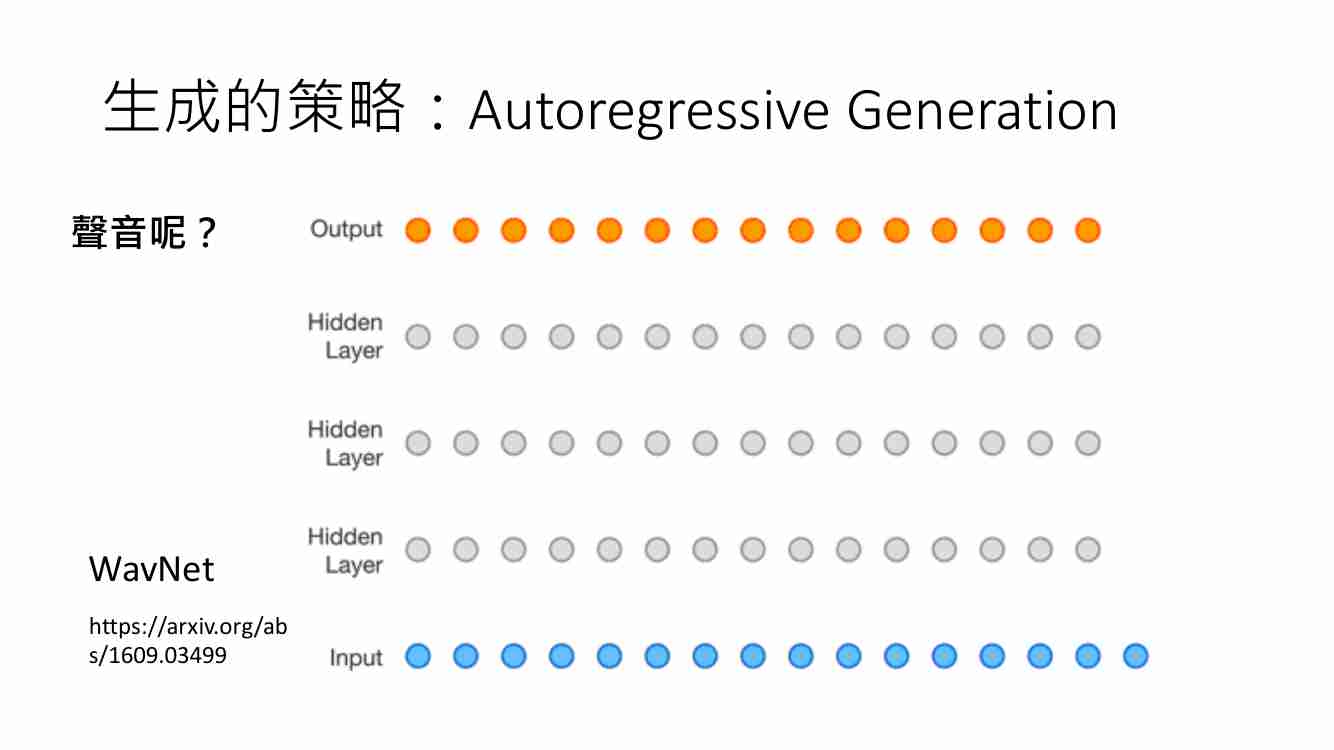 生成的策略：Autoregressive Generation
聲音呢？
Output
Hidden
Layer
Hidden
Layer
Hidden
Layer
WavNet
https://arxiv.org/ab
s/1609.03499
Input